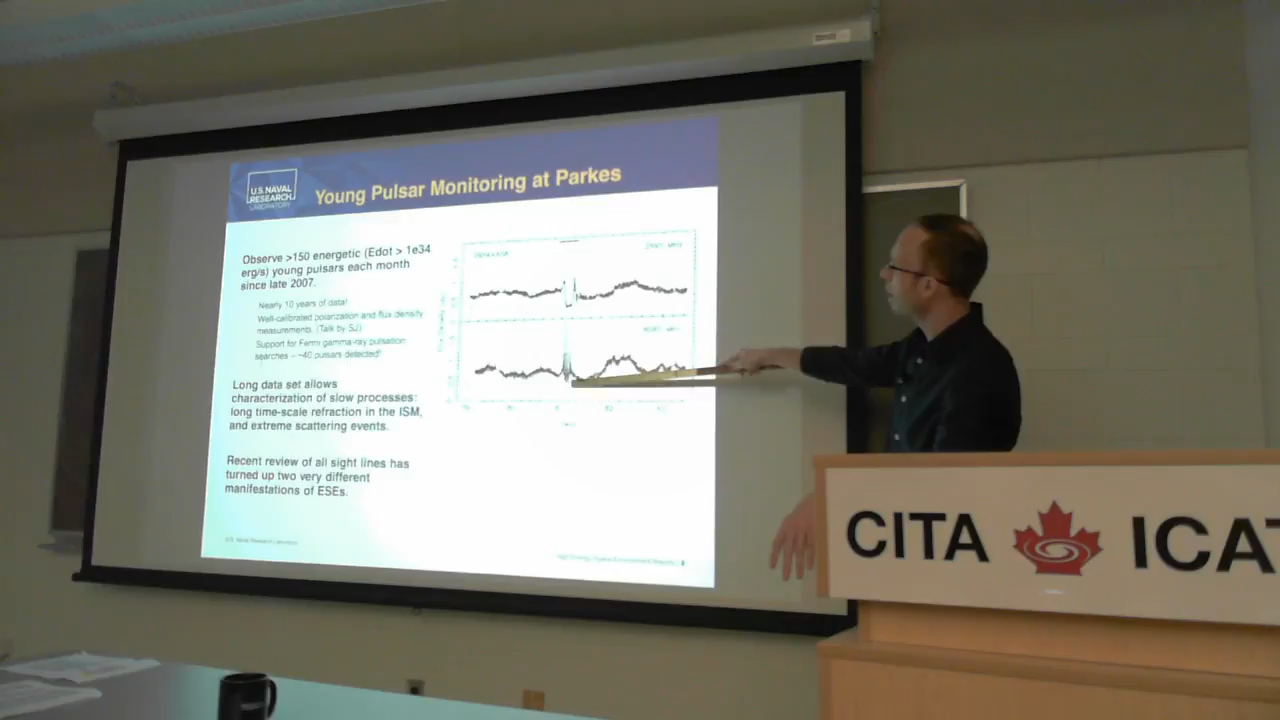 U.S. NAVAL
RESEARCH
LABORATORY
Young Pulsar Monitoring at Parkes
Observe >150 energetic (Edot > 1e34
erg/s) young pulsars each month
since late 2007.
Nearly 10 years of data!
Well-calibrated polarization and flux density
measurements. (Talk by SJ)
Support for Fermi gamma-ray pulsation
searches – ~40 pulsars detected!
Long data set allows
characterization of slow processes:
long time-scale refraction in the ISM,
and extreme scattering events.
Recent review of all sight lines has
turned up two very different
manifestations of ESEs.
U.S. Naval Research Laboratory
CITA ICAT